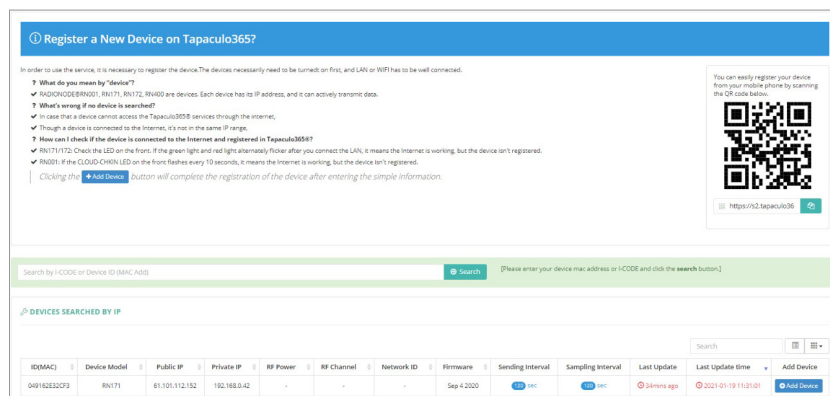 Register a New Device on Tapaculo365?
In order to use the service, it is necessary to register the device.The devices necessarily need to be turnedt on first, and LAN or WIFI has to be well connected.
? What do you mean by "device"?
✔ RADIONODE®RN001, RN171, RN172, RN400 are devices. Each device has its IP address, and it can actively transmit data.
? What's wrong if no device is searched?
✔ In case that a device cannot access the Tapaculo365® services through the internet,
✔ Though a device is connected to the Internet, it's not in the same IP range,
? How can I check if the device is connected to the Internet and registered in Tapaculo365®?
✔ RN171/172: Check the LED on the front. If the green light and red light alternately flicker after you connect the LAN, it means the Internet is working, but the device isn't registered.
✔ RN001: If the CLOUD-CHKIN LED on the front flashes every 10 seconds, it means the Internet is working, but the device isn't registered.
Clicking the +Add Device button will complete the registration of the device after entering the simple information.
You can easily register your device
from your mobile phone by scanning
the QR code below.
https://s2.tapaculo36
Search by I-CODE or Device ID (MAC Add)
Search
[Please enter your device mac address or I-CODE and click the search button.]
DEVICES SEARCHED BY IP
Search
ID(MAC) Device Model Public IP Private IP RF Power RF Channel Network ID Firmware Sending Interval Sampling Interval Last Update Last Update time Add Device
049162E32CF3 RN171 61.101.112.152 192.168.0.42 - - - Sep 4 2020 120 sec 120 sec 34mns ago 2021-01-19 11:31:01 Add Device